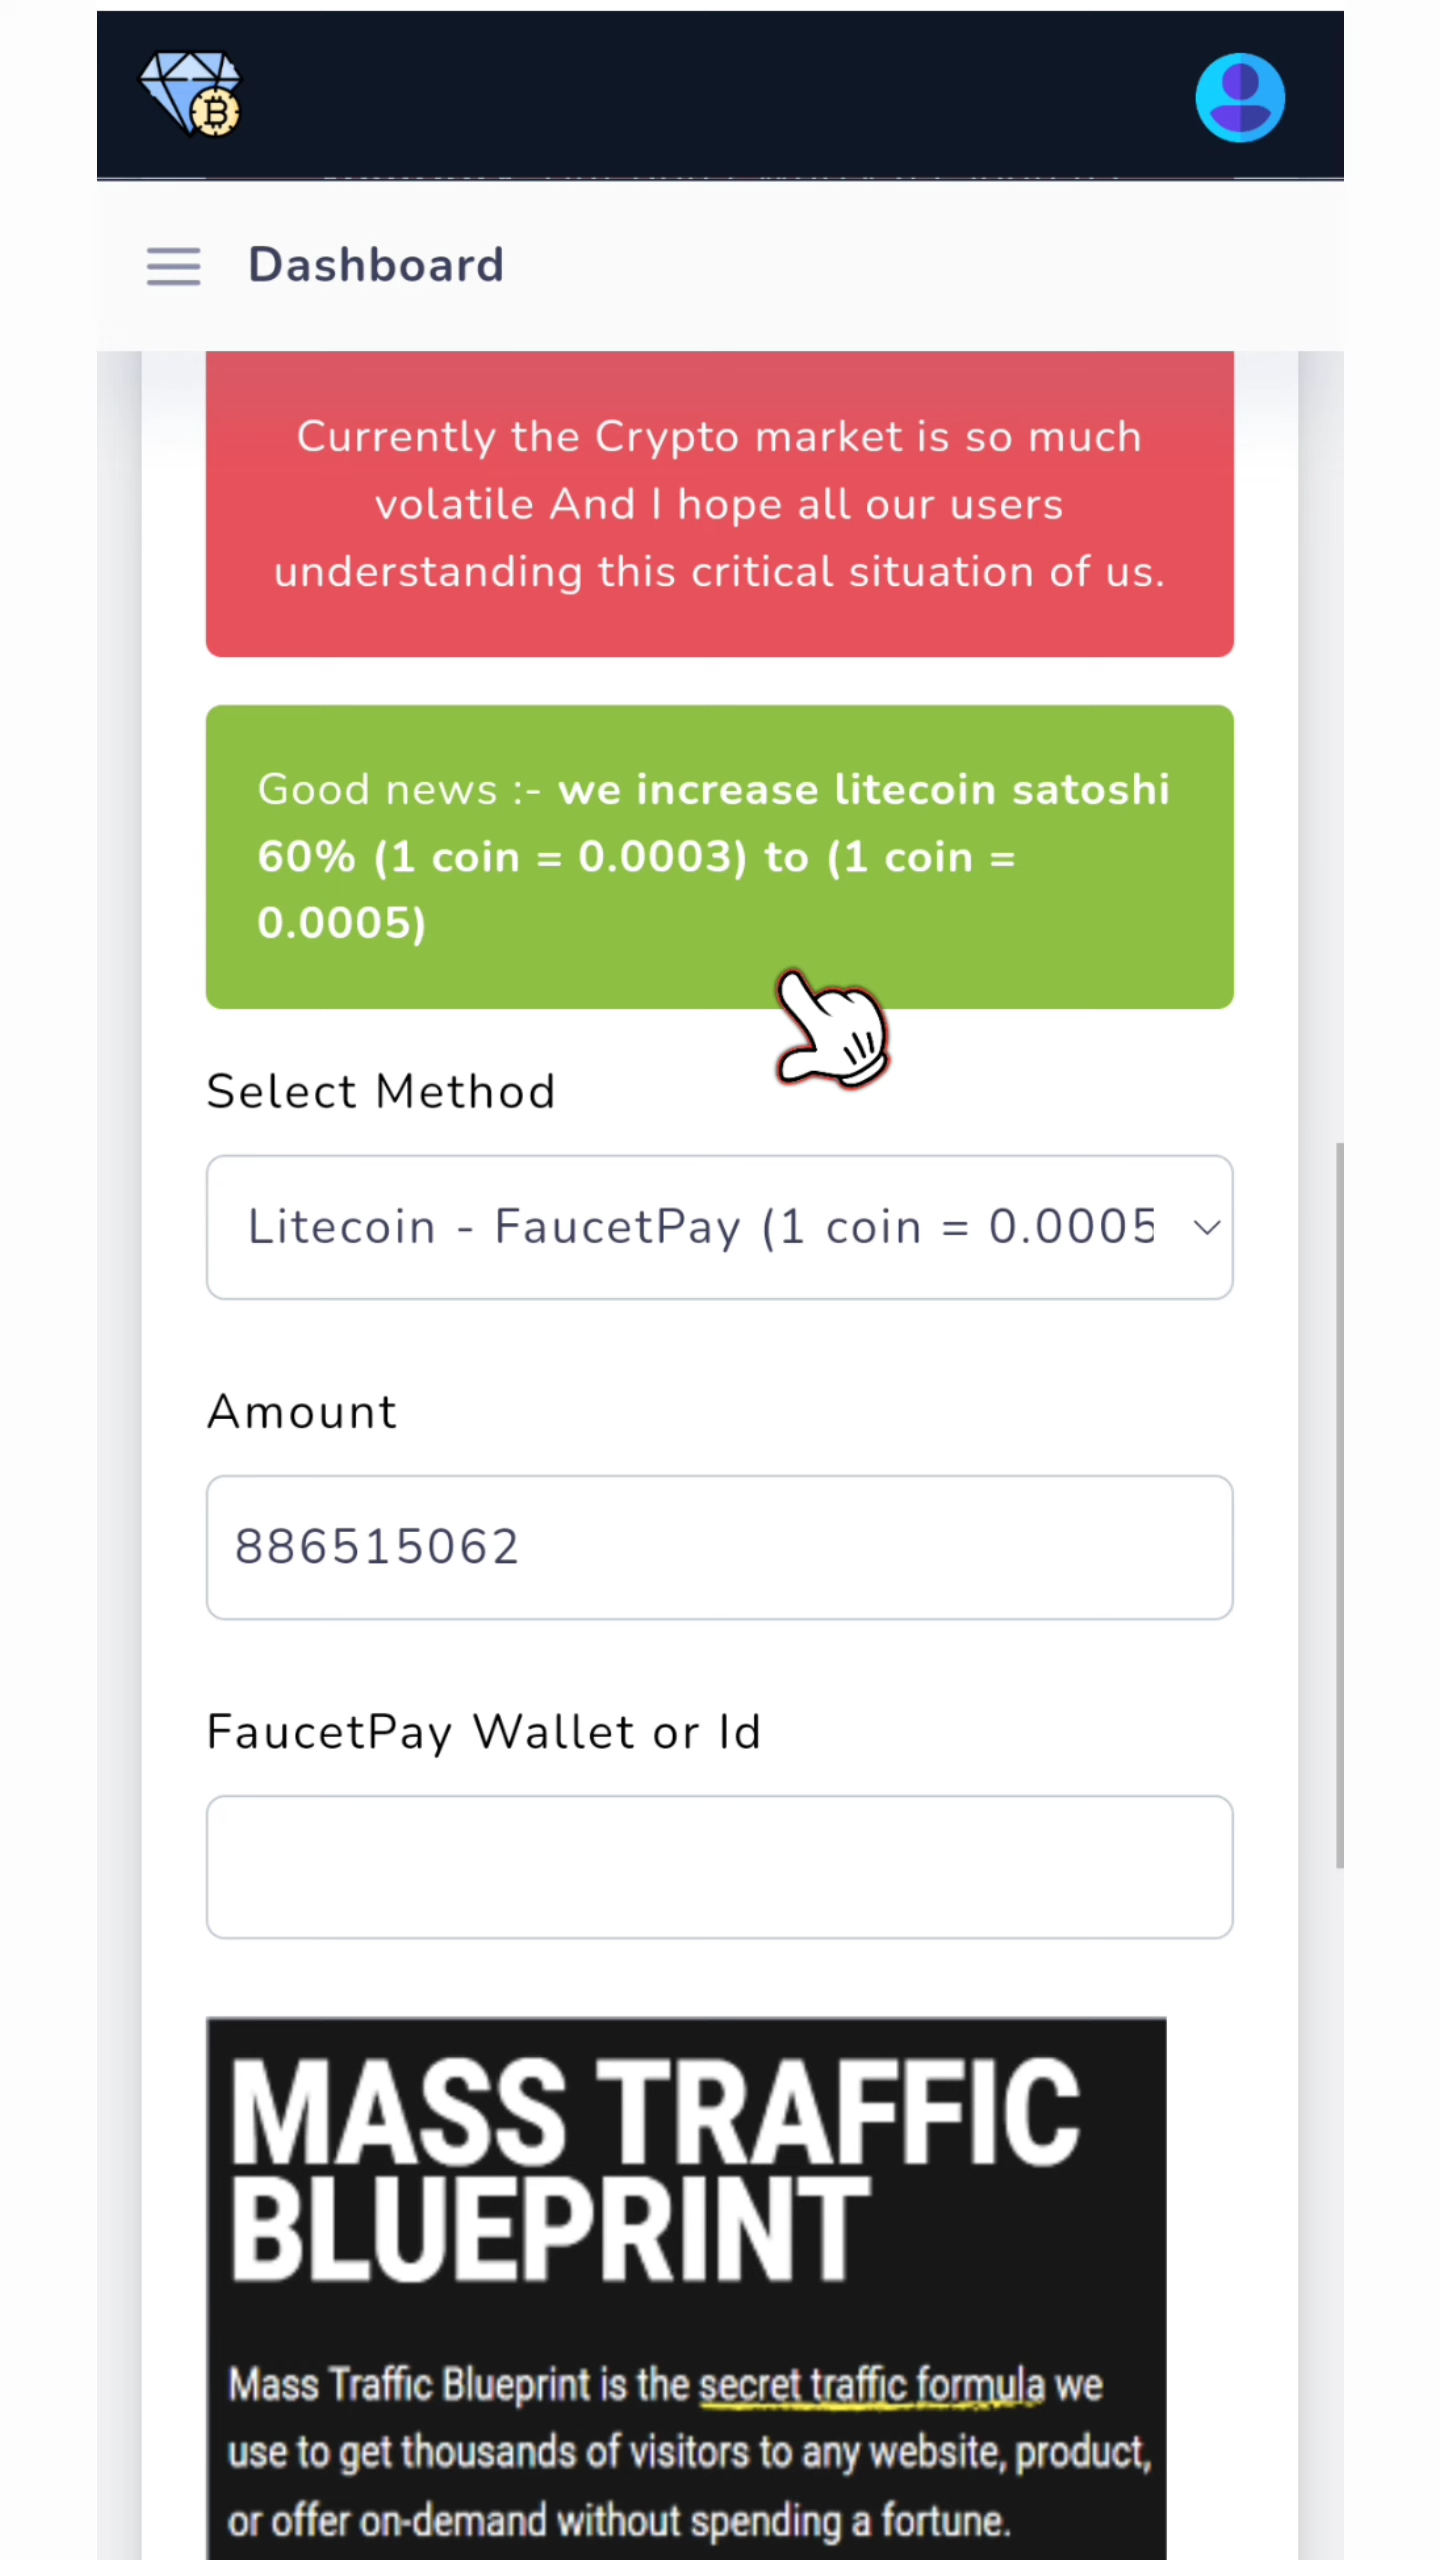 Dashboard
Currently the Crypto market is so much
volatile And I hope all our users
understanding this critical situation of us.
Good news :- we increase litecoin satoshi
60% (1 coin = 0.0003) to (1 coin =
0.0005)
Select Method
Litecoin - FaucetPay (1 coin = 0.0005
Amount
886515062
FaucetPay Wallet or Id
MASS TRAFFIC
BLUEPRINT
Mass Traffic Blueprint is the secret traffic formula we
use to get thousands of visitors to any website, product,
or offer on-demand without spending a fortune.